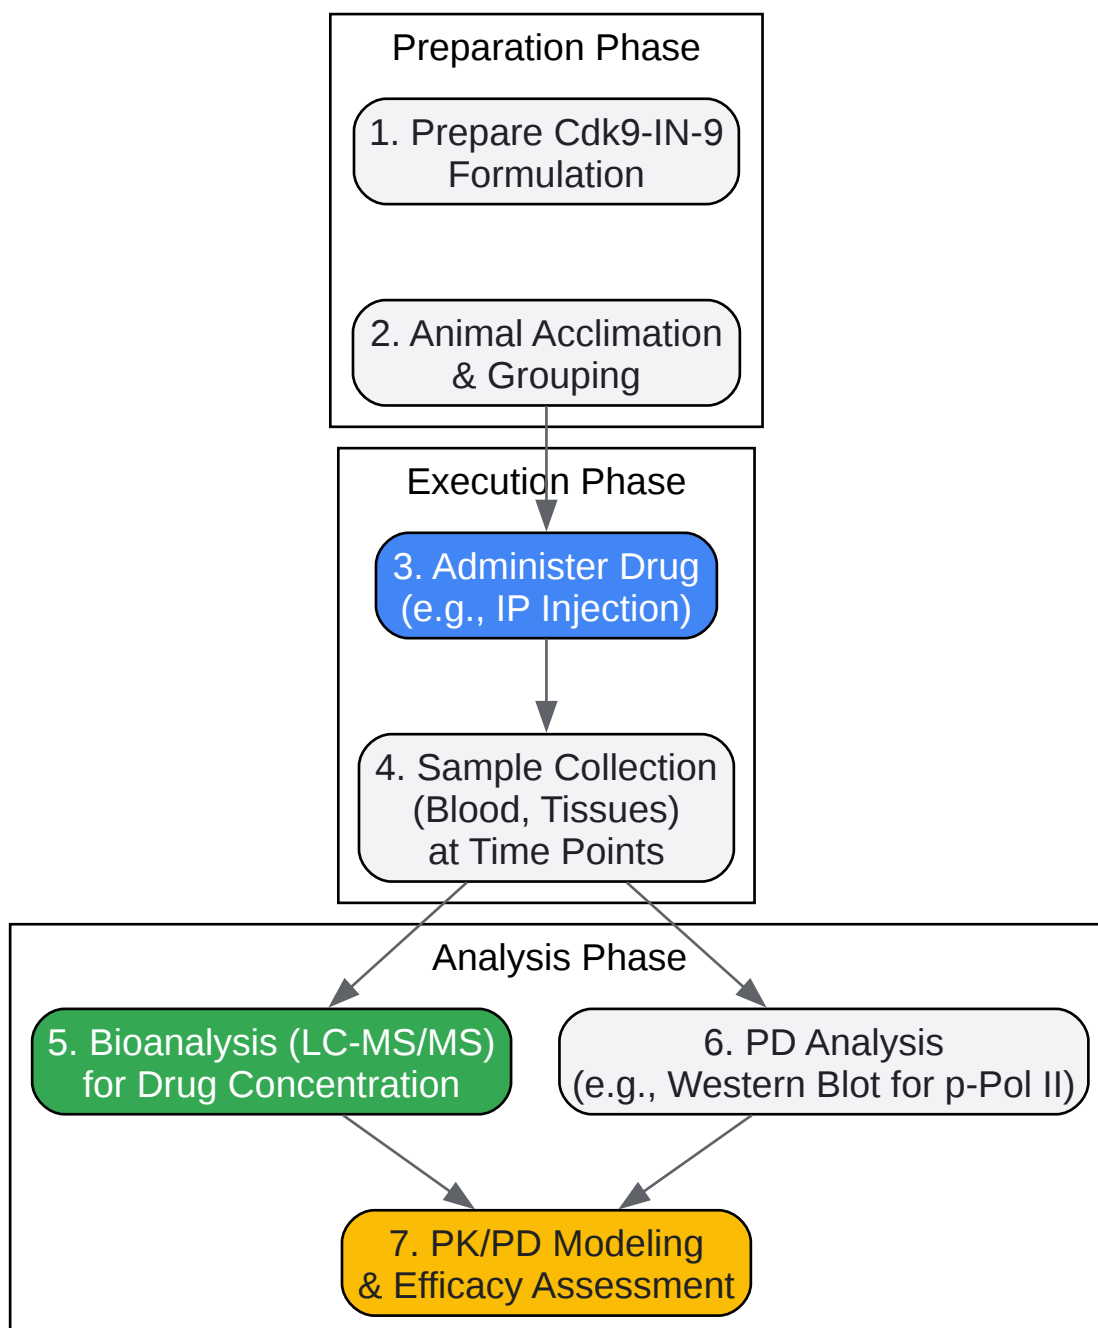 Preparation Phase
1. Prepare Cdk9-IN-9
Formulation
2. Animal Acclimation
& Grouping
Execution Phase
3. Administer Drug
(e.g., IP Injection)
4. Sample Collection
(Blood, Tissues)
at Time Points
Analysis Phase
5. Bioanalysis (LC-MS/MS)
for Drug Concentration
6. PD Analysis
(e.g., Western Blot for p-Pol II)
7. PK/PD Modeling
& Efficacy Assessment